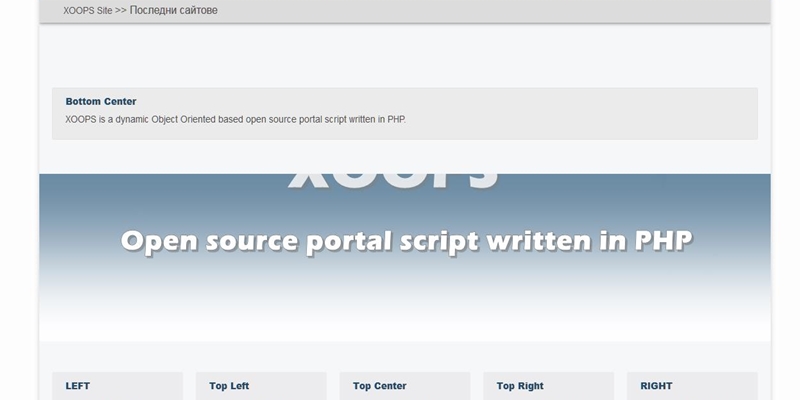 XOOPS Site >> Последни сайтове
Bottom Center
XOOPS is a dynamic Object Oriented based open source portal script written in PHP.
XOOPS
Open source portal script written in PHP
LEFT
Top Left
Top Center
Top Right
RIGHT